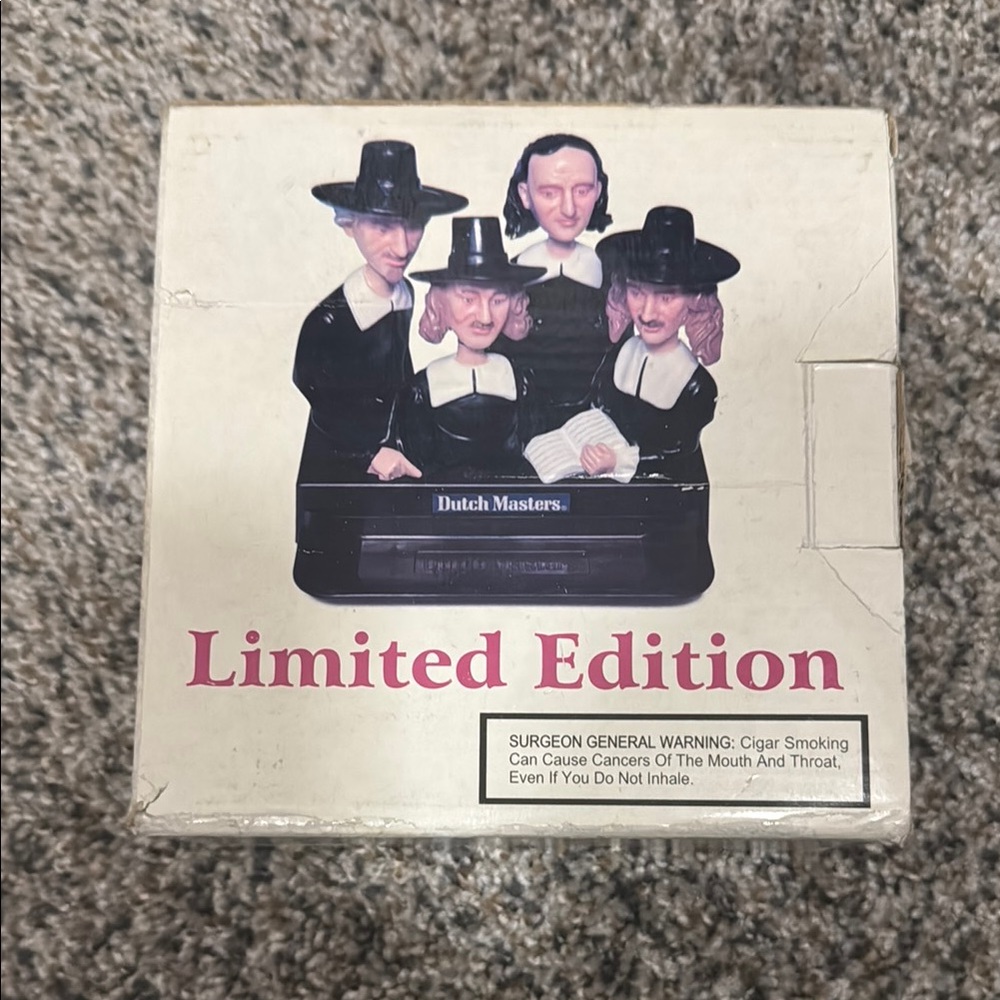 Dutch Masters®
Limited Edition
SURGEON GENERAL WARNING: Cigar Smoking
Can Cause Cancers Of The Mouth And Throat,
Even If You Do Not Inhale.